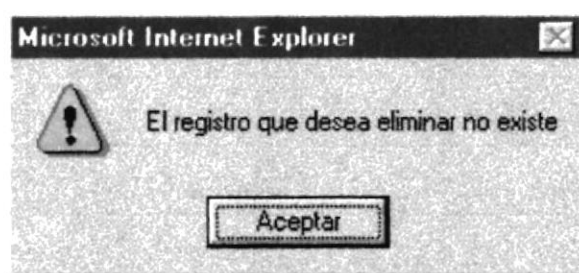 Microsoft Internet Explorer
El registro que desea eliminar no existe
Aceptar